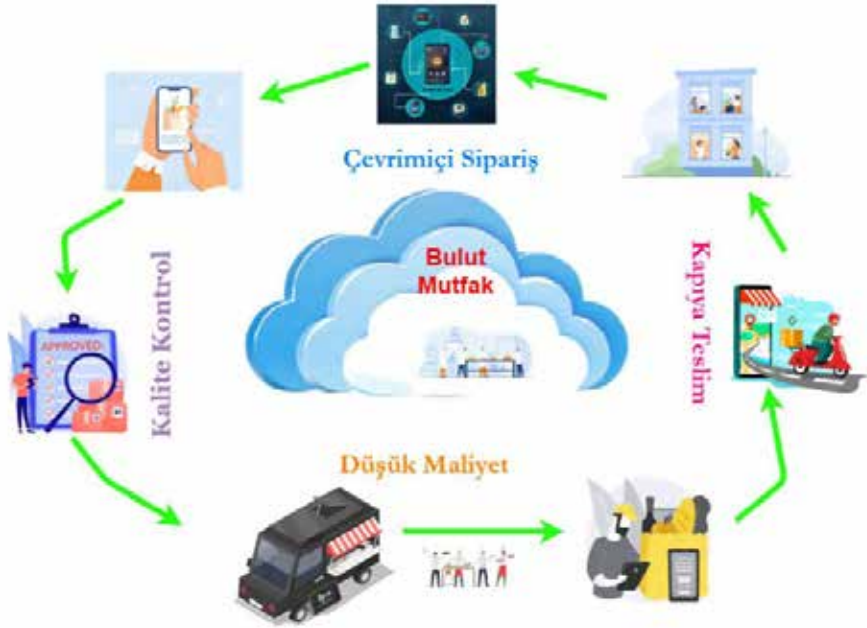 Çevrimiçi Sipariş
Bulut
Mutfak
Kalite Kontrol
APPROVED:
Kapıya Teslim
Düşük Maliyet